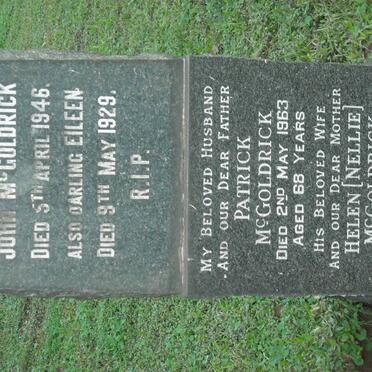 JOHN McGOLDRICK
DIED 5TH APRIL 1946.
ALSO DARLING EILEEN
DIED 9TH MAY 1929.
R.I.P.
MY BELOVED HUSBAND
AND OUR DEAR FATHER
PATRICK
McGOLDRICK
DIED 2ND MAY 1963
AGED 68 YEARS
HIS BELOVED WIFE
AND OUR DEAR MOTHER
HELEN [NELLIE]
McGOLDRICK